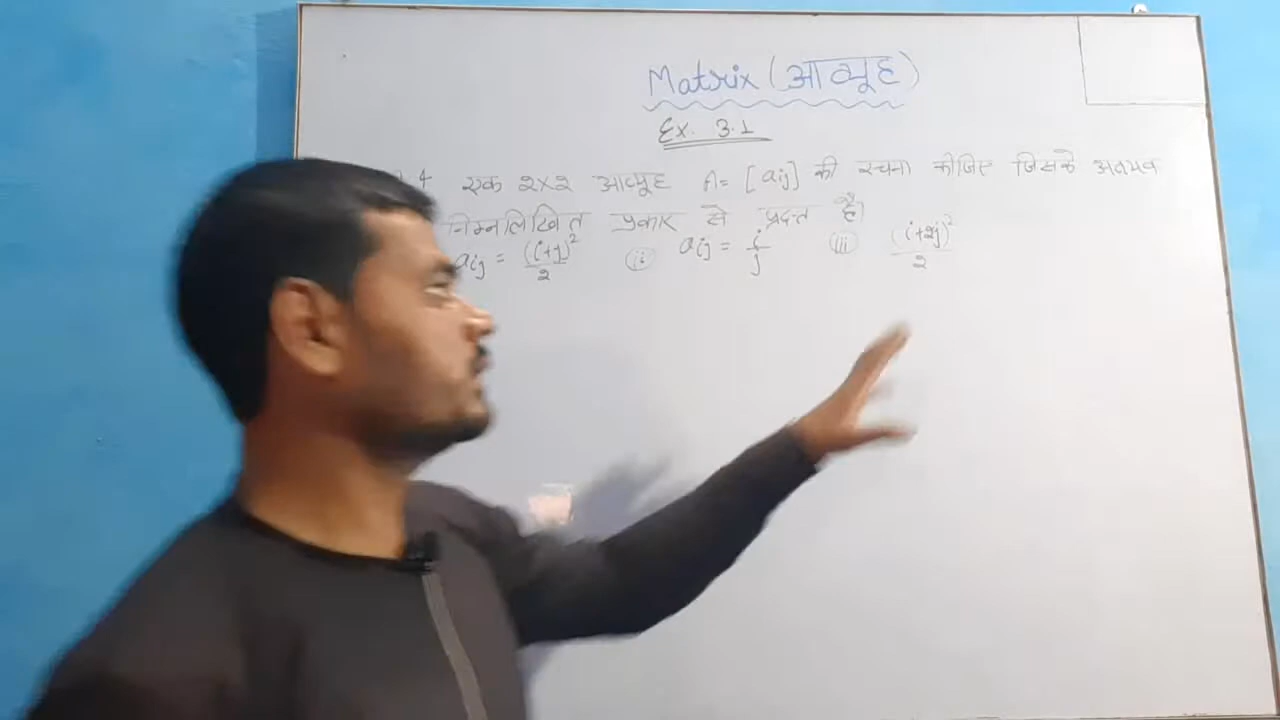 Matrix (आव्यूह)
Ex. 3.1
4 एक 2×2 आव्यूह A = [aij] की रचना कीजिए जिसके अवयव
निम्नलिखित प्रकार से प्रदत्त है।
aij = (i+j)²/2 (ii) aij = i/j (iii) (i+2j)²/2